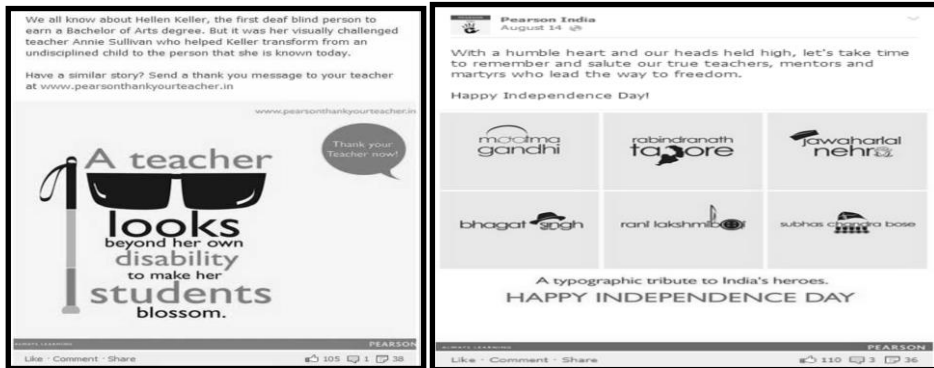 We all know about Hellen Keller, the first deaf blind person to
earn a Bachelor of Arts degree. But it was her visually challenged
teacher Annie Sullivan who helped Keller transform from an
undisciplined child to the person that she is known today.
Have a similar story? Send a thank you message to your teacher
at www.pearsonthankyourteacher.in
www.pearsonthankyourteacher.in
Thank your
Teacher now!
A teacher
looks
beyond her own
disability
to make her
students
blossom.
ALWAYS LEARNING
PEARSON
Like · Comment · Share
105 1 38
Pearson India
August 14
With a humble heart and our heads held high, let's take time
to remember and salute our true teachers, mentors and
martyrs who lead the way to freedom.
Happy Independence Day!
gandhi
rabindranath
tagore
jawaharlal
nehru
bhagat singh
rani lakshmibai
subhas chandra bose
A typographic tribute to India's heroes.
HAPPY INDEPENDENCE DAY
ALWAYS LEARNING
PEARSON
Like · Comment · Share
110 3 36